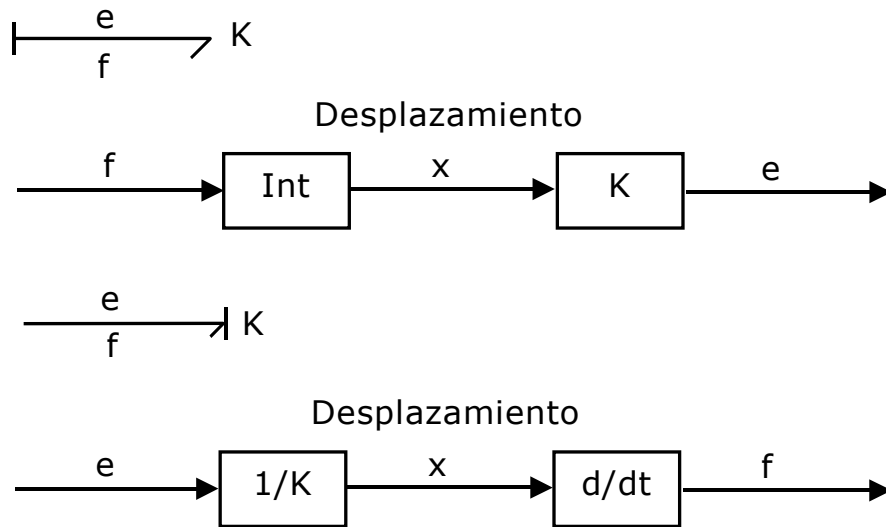 e
f K
Desplazamiento
f Int x K e
e
f K
Desplazamiento
e 1/K x d/dt f